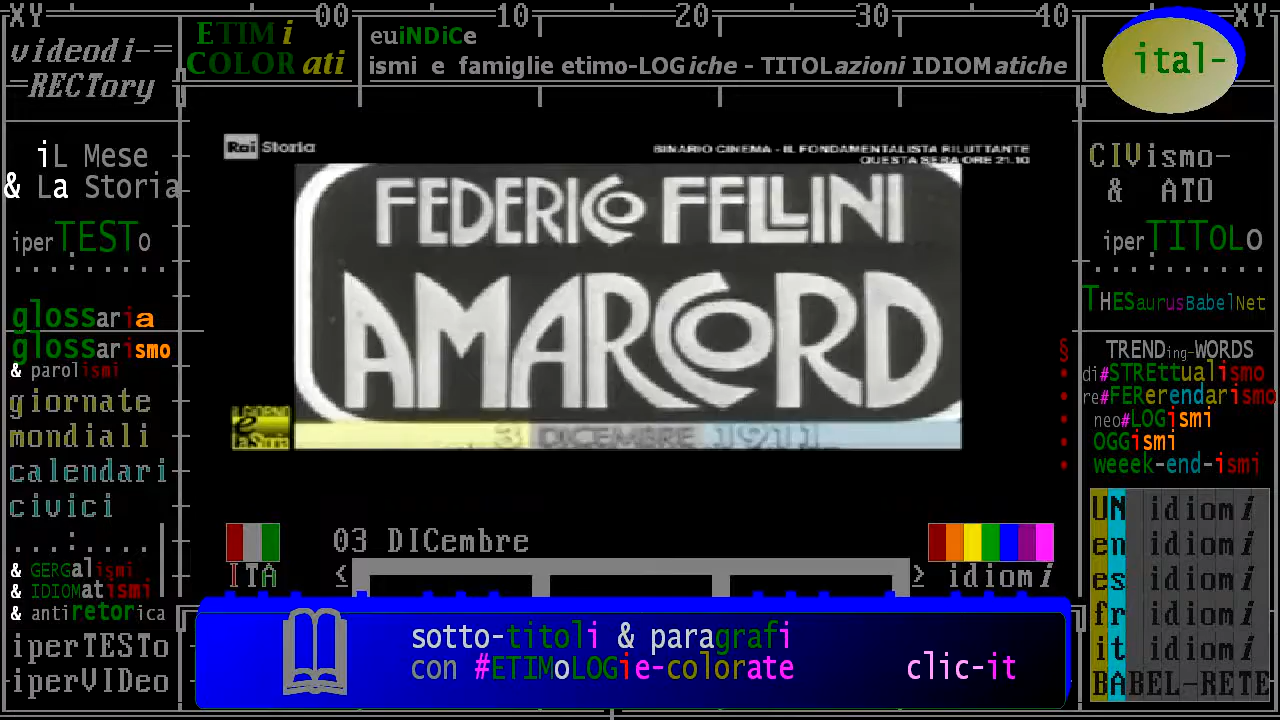 XY 00 10 20 30 40 XY
videodi-=
=RECTory
ETIMi
COLORati
euiNDiCe
ismi e famiglie etimo-LOGiche - TITOLazioni IDIOMatiche
ital-
iL Mese
& La Storia
iperTESTo
...:.....
glossaria
glossarismo
& parolismi
giornate
mondiali
calendari
civici
...:....
& GERGalismi
& IDIOMatismi
& antiretorica
iperTESTo
iperVIDeo
Rai Storia
BINARIO CINEMA - IL FONDAMENTALISTA RILUTTANTE
QUESTA SERA ORE 21.10
FEDERICO FELLINI
AMARCORD
3 DICEMBRE 1911
03 DICembre
ITA
< >
idiomi
sotto-titoli & paragrafi
con #ETIMoLOGie-colorate
clic-it
CIVismo-
& ATO
iperTITOLO
...:.......
THESaurusBabelNet
§
TRENDing-WORDS
di#STREttualismo
re#FERerendarismo
neo#LOGismi
OGGismi
weeek-end-ismi
UN idiomi
en idiomi
es idiomi
fr idiomi
it idiomi
BABEL-RETE